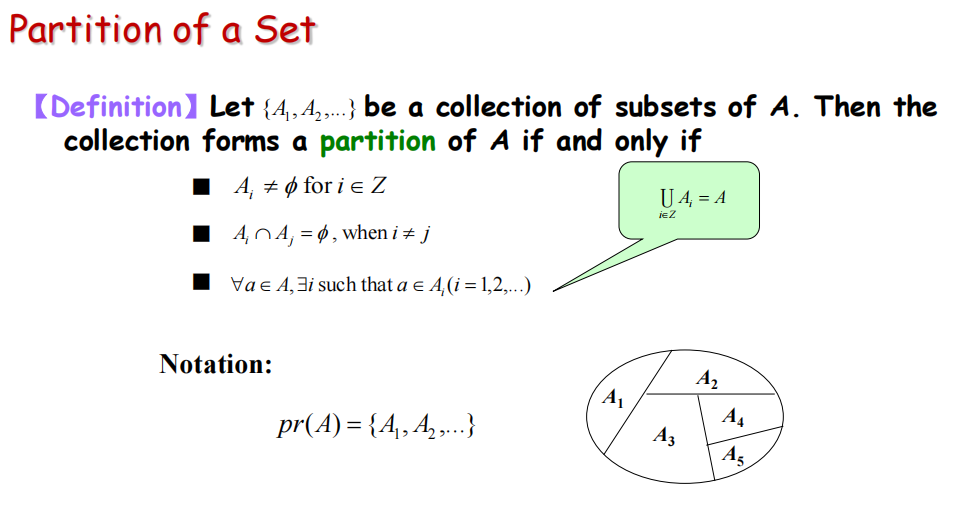 Partition of a Set
【Definition】Let {A₁, A₂,...} be a collection of subsets of A. Then the
collection forms a partition of A if and only if
■ Aᵢ ≠ ϕ for i ∈ Z
■ Aᵢ ∩ Aⱼ = ϕ, when i ≠ j
■ ∀a ∈ A, ∃i such that a ∈ Aᵢ(i = 1,2,...)
⋃ Aᵢ = A
i∈Z
Notation:
pr(A) = {A₁, A₂,...}
A₁
A₂
A₃
A₄
A₅